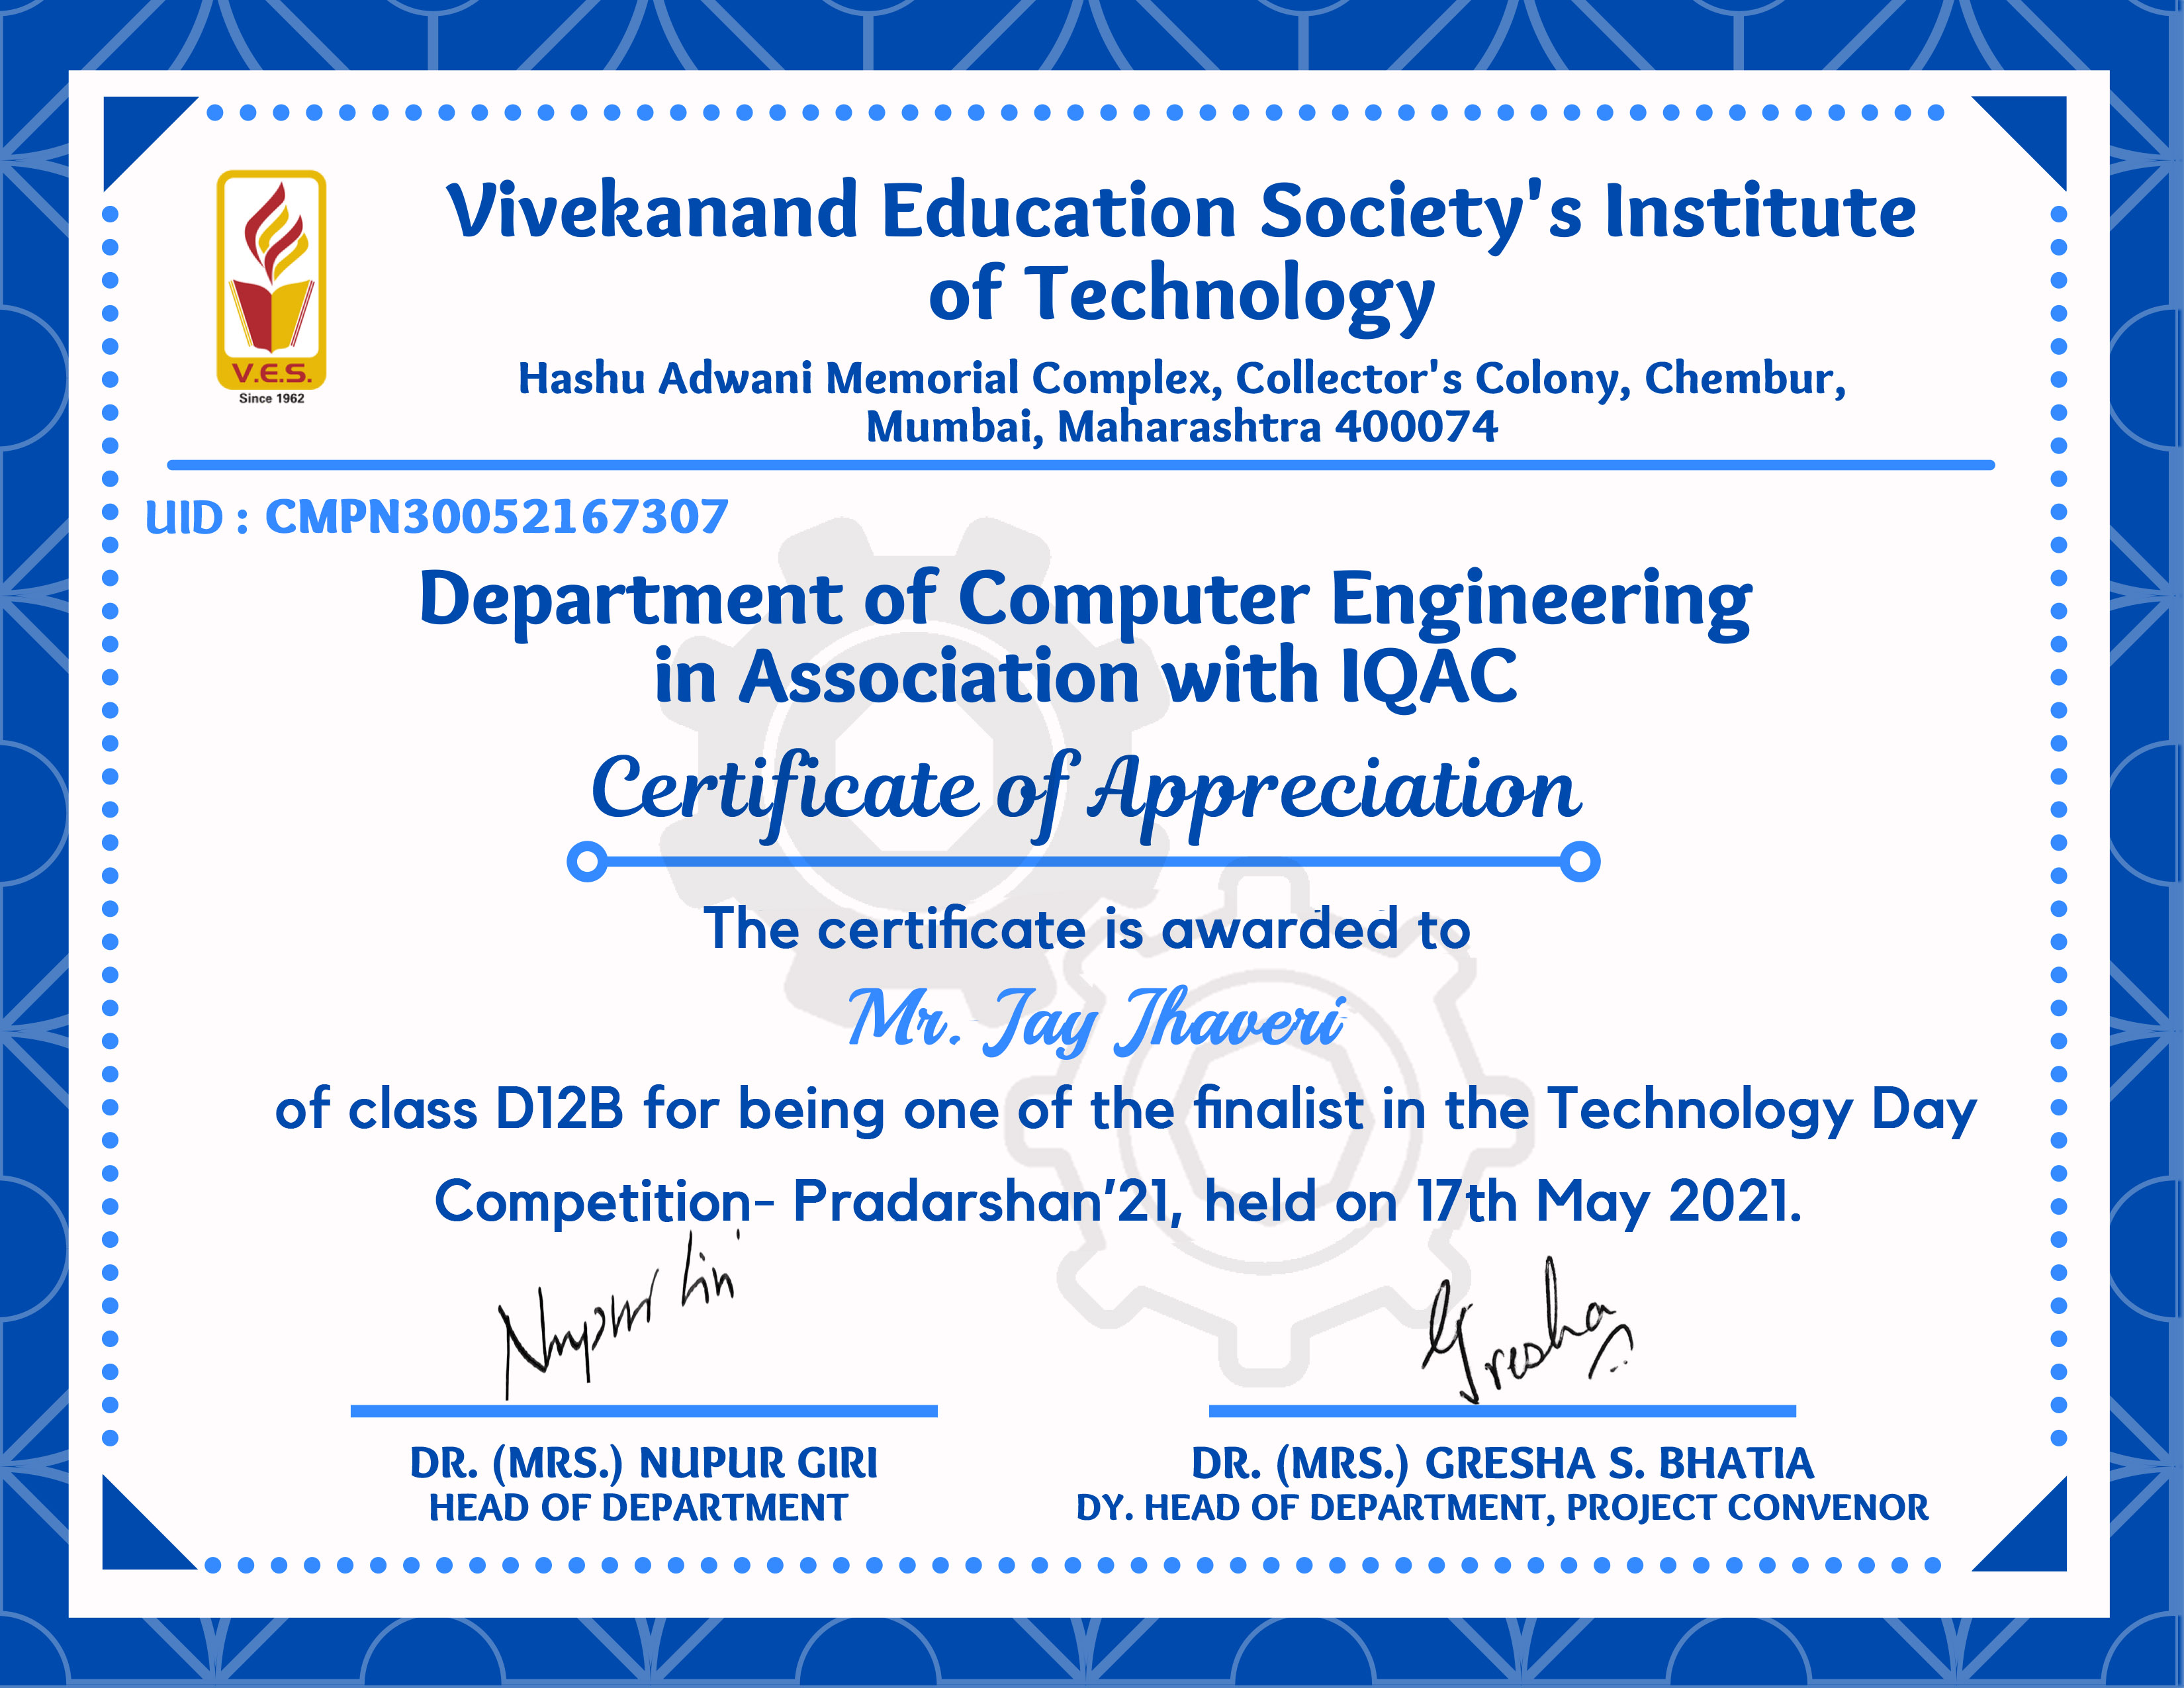 Vivekanand Education Society's Institute
of Technology
Hashu Adwani Memorial Complex, Collector's Colony, Chembur,
Mumbai, Maharashtra 400074
V.E.S.
Since 1962
UID : CMPN30052167307
Department of Computer Engineering
in Association with IQAC
Certificate of Appreciation
The certificate is awarded to
Mr. Jay Jhaveri
of class D12B for being one of the finalist in the Technology Day
Competition- Pradarshan'21, held on 17th May 2021.
Nupur Giri
Gresha
DR. (MRS.) NUPUR GIRI
HEAD OF DEPARTMENT
DR. (MRS.) GRESHA S. BHATIA
DY. HEAD OF DEPARTMENT, PROJECT CONVENOR